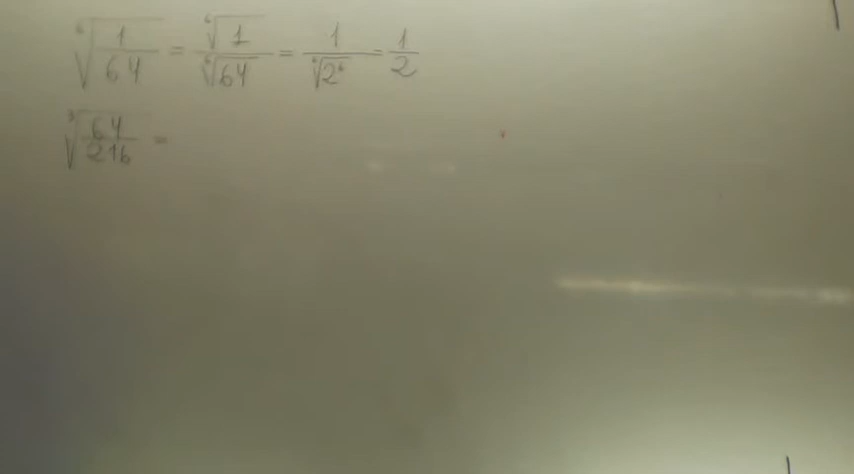 ⁶√(1/64) = ⁶√1/⁶√64 = 1/⁶√2⁶ = 1/2
³√(64/216) =